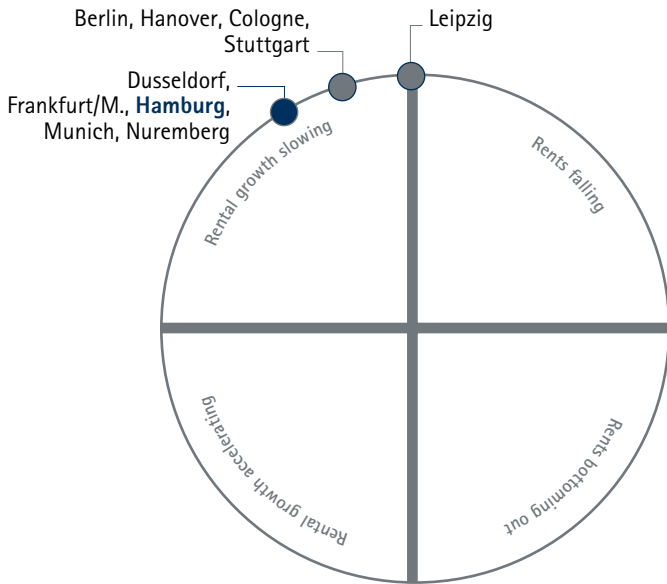 Berlin, Hanover, Cologne,
Stuttgart
Leipzig
Dusseldorf,
Frankfurt/M., Hamburg,
Munich, Nuremberg
Rental growth slowing
Rents falling
Rental growth accelerating
Rents bottoming out